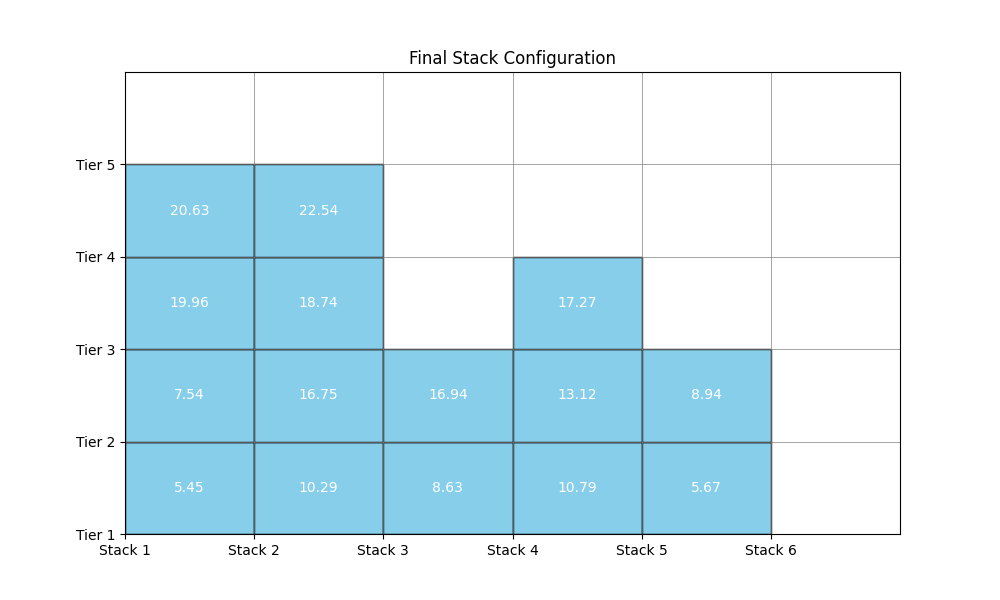 Final Stack Configuration
Tier 5
20.63 22.54
Tier 4
19.96 18.74 17.27
Tier 3
7.54 16.75 16.94 13.12 8.94
Tier 2
5.45 10.29 8.63 10.79 5.67
Tier 1
Stack 1 Stack 2 Stack 3 Stack 4 Stack 5 Stack 6